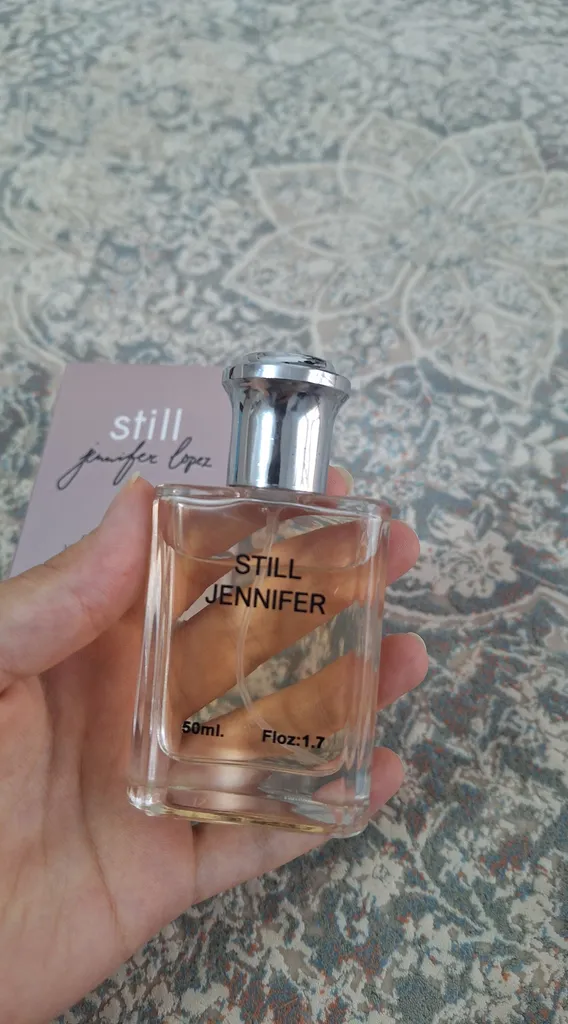 still
jennifer lopez
STILL
JENNIFER
50ml. Floz:1.7